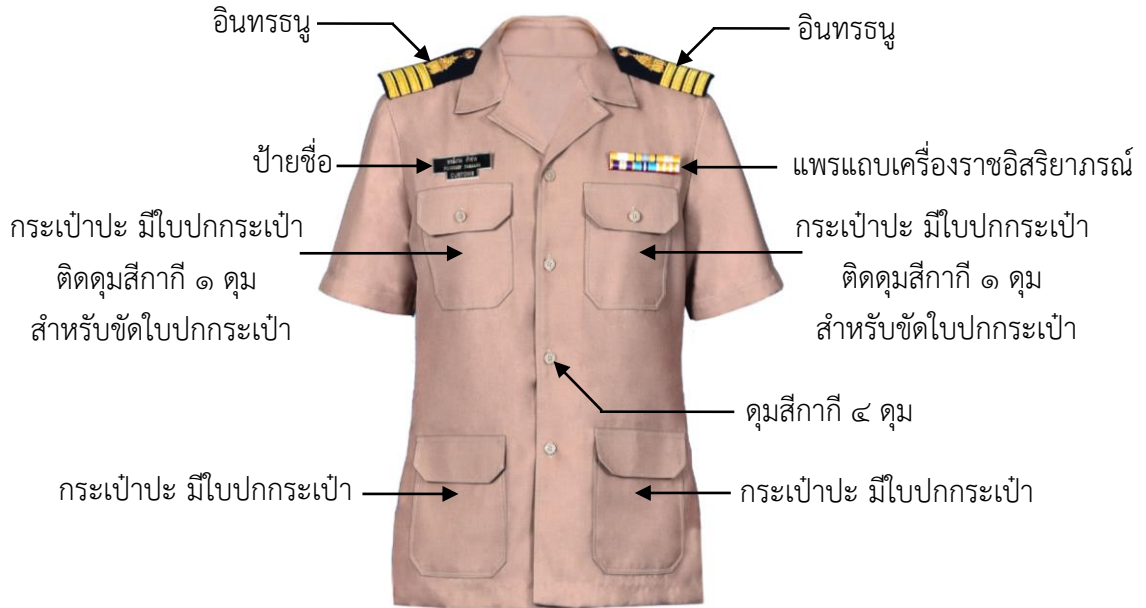 อินทรธนู
อินทรธนู
ป้ายชื่อ
แพรแถบเครื่องราชอิสริยาภรณ์
กระเป๋าปะ มีใบปกกระเป๋า
ติดดุมสีกากี ๑ ดุม
สำหรับขัดใบปกกระเป๋า
กระเป๋าปะ มีใบปกกระเป๋า
ติดดุมสีกากี ๑ ดุม
สำหรับขัดใบปกกระเป๋า
ดุมสีกากี ๔ ดุม
กระเป๋าปะ มีใบปกกระเป๋า
กระเป๋าปะ มีใบปกกระเป๋า